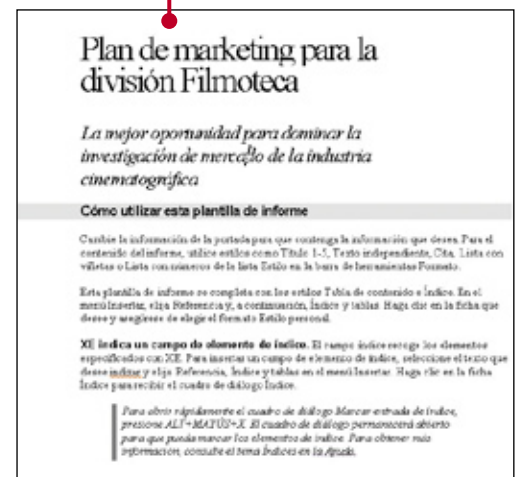 Plan de marketing para la
división Filmoteca
La mejor oportunidad para dominar la
investigación de mercado de la industria
cinematográfica
Cómo utilizar esta plantilla de informe
Cambie la información de la portada para que contenga la información que desea. Para el
contenido del informe, utilice estilos como Título 1-5, Texto independiente, Cita, Lista con
viñetas o Lista con números de la lista Estilo en la barra de herramientas Formato.
Esta plantilla de informe se completa con los estilos Tabla de contenido e Índice. En el
menú Insertar, elija Referencia y, a continuación, Índice y tablas. Haga clic en la ficha que
desee y asegúrese de elegir el formato Estilo personal.
XE indica un campo de elemento de índice. El campo índice recoge los elementos
especificados con XE. Para insertar un campo de elemento de índice, seleccione el texto que
desee indizar y elija Referencia, Índice y tablas en el menú Insertar. Haga clic en la ficha
Índice para recibir el cuadro de diálogo Índice.
Para abrir rápidamente el cuadro de diálogo Marcar entrada de índice,
presione ALT+MAYÚS+X. El cuadro de diálogo permanecerá abierto
para que pueda marcar los elementos de índice. Para obtener más
información, consulte el tema Índices en la Ayuda.